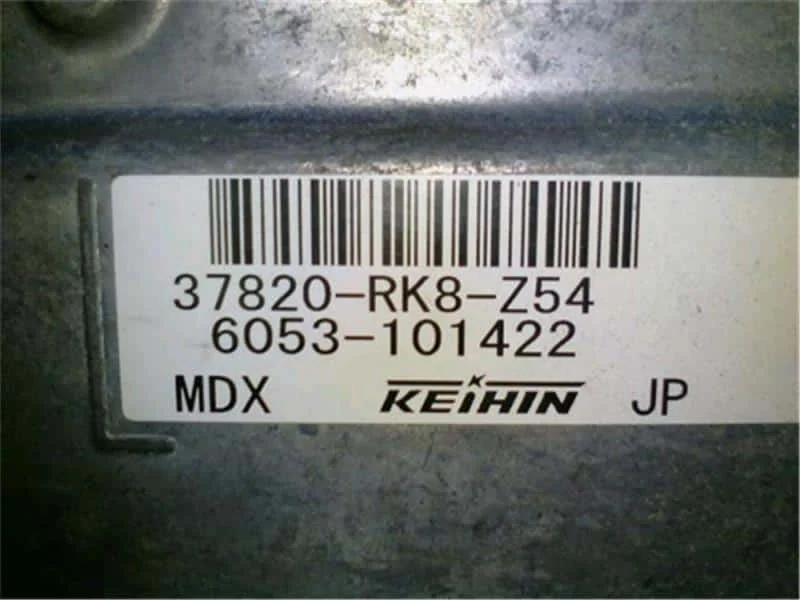 37820-RK8-Z54
6053-101422
MDX KEIHIN JP